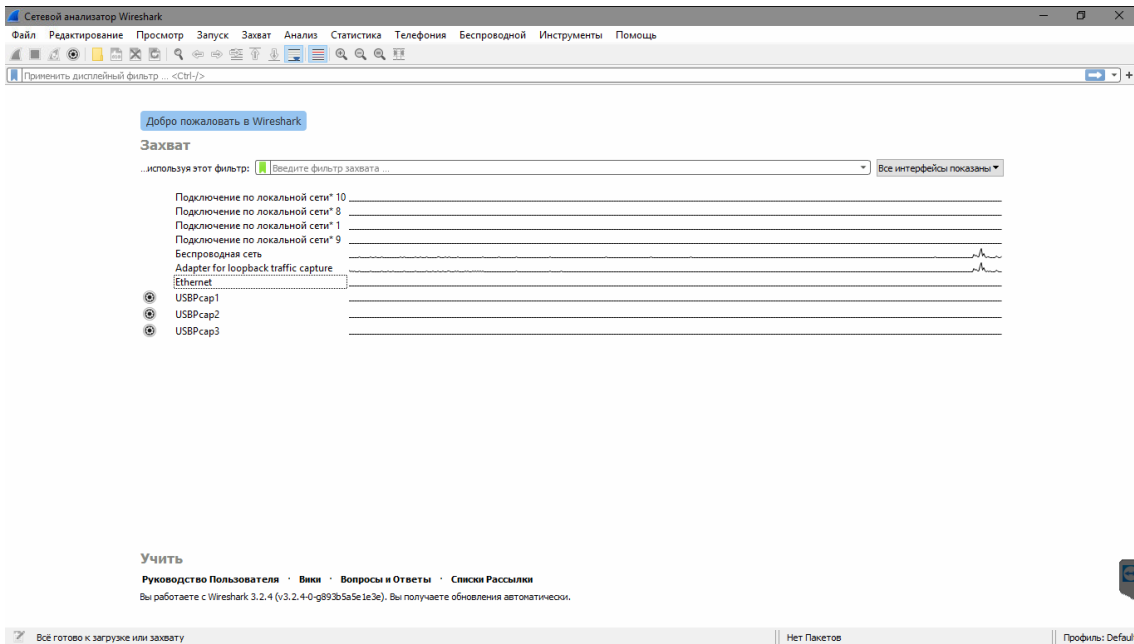 Сетевой анализатор Wireshark
Файл Редактирование Просмотр Запуск Захват Анализ Статистика Телефония Беспроводной Инструменты Помощь
Применить дисплейный фильтр ... <Ctrl-/>
Добро пожаловать в Wireshark
Захват
...используя этот фильтр: Введите фильтр захвата ... Все интерфейсы показаны
Подключение по локальной сети* 10
Подключение по локальной сети* 8
Подключение по локальной сети* 1
Подключение по локальной сети* 9
Беспроводная сеть
Adapter for loopback traffic capture
Ethernet
USBPcap1
USBPcap2
USBPcap3
Учить
Руководство Пользователя · Вики · Вопросы и Ответы · Списки Рассылки
Вы работаете с Wireshark 3.2.4 (v3.2.4-0-g893b5a5e1e3e). Вы получаете обновления автоматически.
Всё готово к загрузке или захвату Нет Пакетов Профиль: Defaul